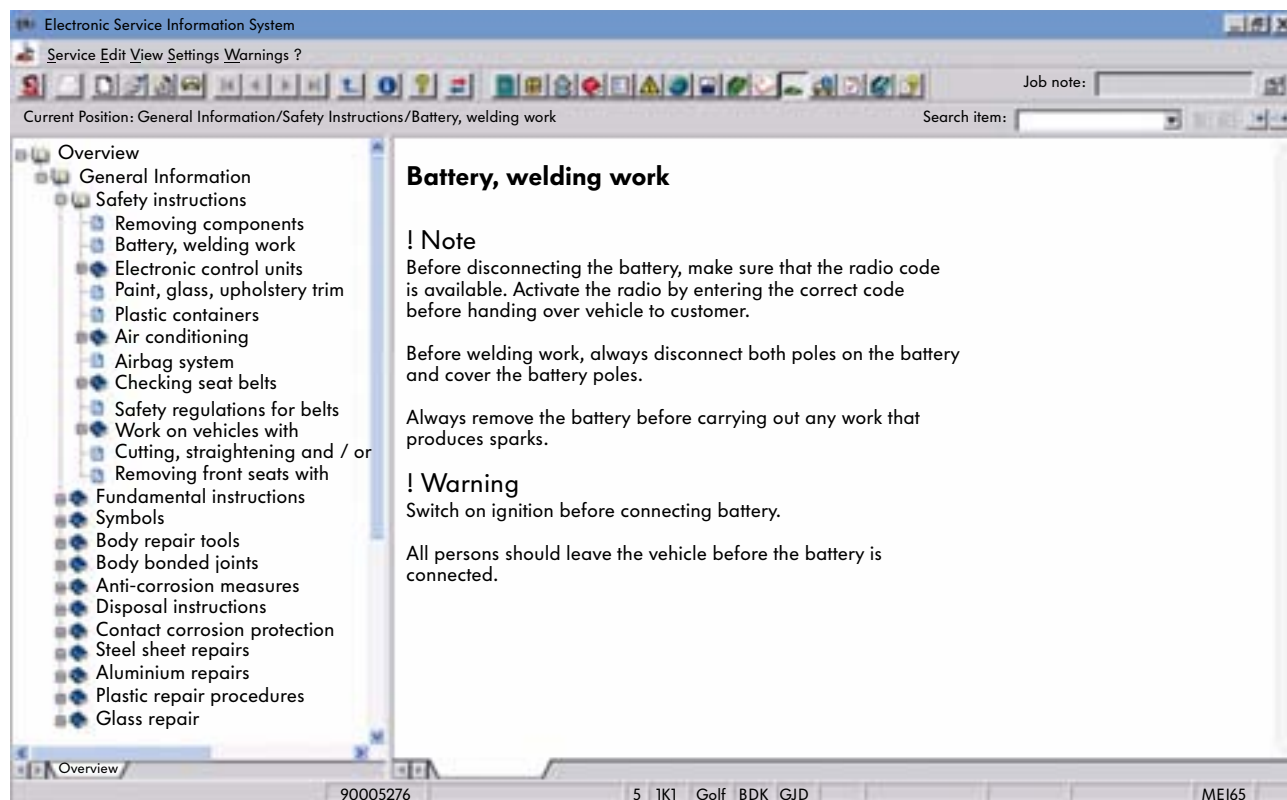 Electronic Service Information System
Service Edit View Settings Warnings ?
Job note:
Current Position: General Information/Safety Instructions/Battery, welding work
Search item:
Overview
General Information
Safety instructions
Removing components
Battery, welding work
Electronic control units
Paint, glass, upholstery trim
Plastic containers
Air conditioning
Airbag system
Checking seat belts
Safety regulations for belts
Work on vehicles with
Cutting, straightening and / or
Removing front seats with
Fundamental instructions
Symbols
Body repair tools
Body bonded joints
Anti-corrosion measures
Disposal instructions
Contact corrosion protection
Steel sheet repairs
Aluminium repairs
Plastic repair procedures
Glass repair
Overview
Battery, welding work
! Note
Before disconnecting the battery, make sure that the radio code
is available. Activate the radio by entering the correct code
before handing over vehicle to customer.
Before welding work, always disconnect both poles on the battery
and cover the battery poles.
Always remove the battery before carrying out any work that
produces sparks.
! Warning
Switch on ignition before connecting battery.
All persons should leave the vehicle before the battery is
connected.
90005276 5 1K1 Golf BDK GJD MEI65